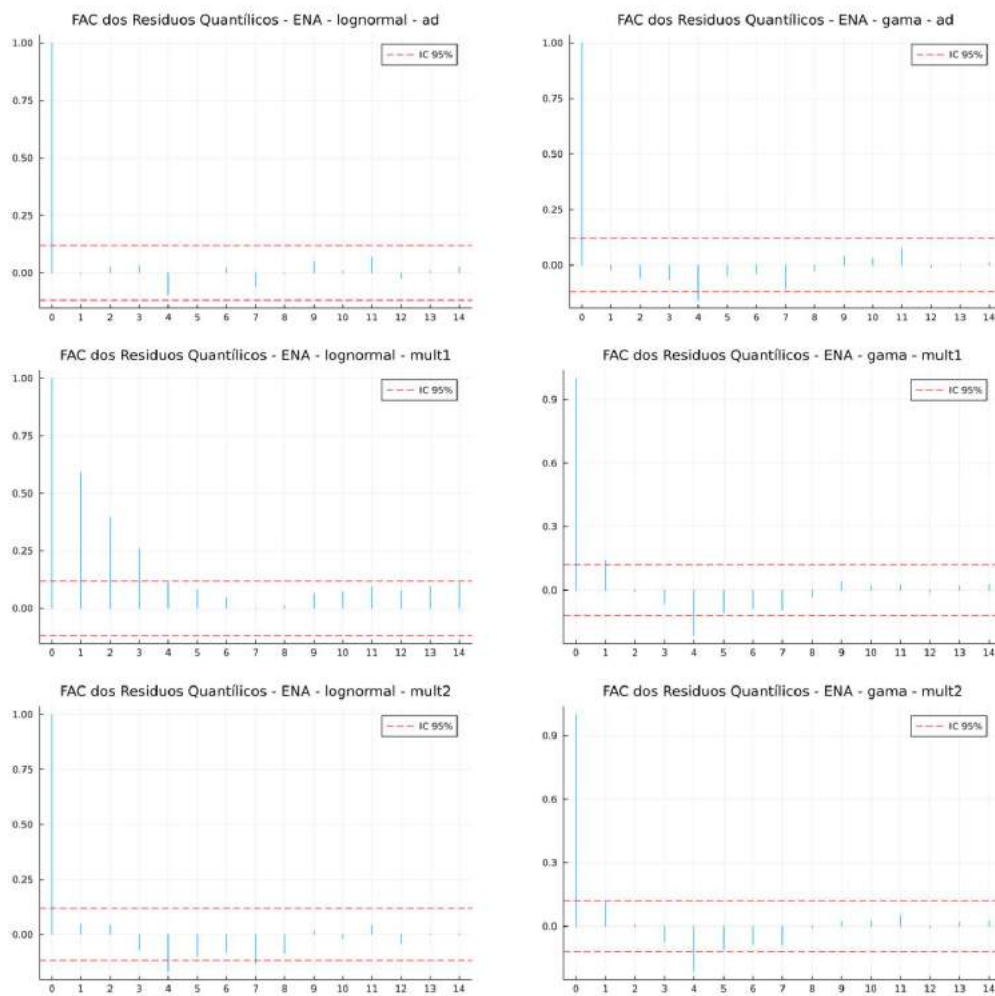 FAC dos Residuos Quantílicos - ENA - lognormal - ad
IC 95%
1.00
0.75
0.50
0.25
0.00
0 1 2 3 4 5 6 7 8 9 10 11 12 13 14
FAC dos Residuos Quantílicos - ENA - gama - ad
IC 95%
1.00
0.75
0.50
0.25
0.00
0 1 2 3 4 5 6 7 8 9 10 11 12 13 14
FAC dos Residuos Quantílicos - ENA - lognormal - mult1
IC 95%
1.00
0.75
0.50
0.25
0.00
0 1 2 3 4 5 6 7 8 9 10 11 12 13 14
FAC dos Residuos Quantílicos - ENA - gama - mult1
IC 95%
0.9
0.6
0.3
0.0
0 1 2 3 4 5 6 7 8 9 10 11 12 13 14
FAC dos Residuos Quantílicos - ENA - lognormal - mult2
IC 95%
1.00
0.75
0.50
0.25
0.00
0 1 2 3 4 5 6 7 8 9 10 11 12 13 14
FAC dos Residuos Quantílicos - ENA - gama - mult2
IC 95%
0.9
0.6
0.3
0.0
0 1 2 3 4 5 6 7 8 9 10 11 12 13 14